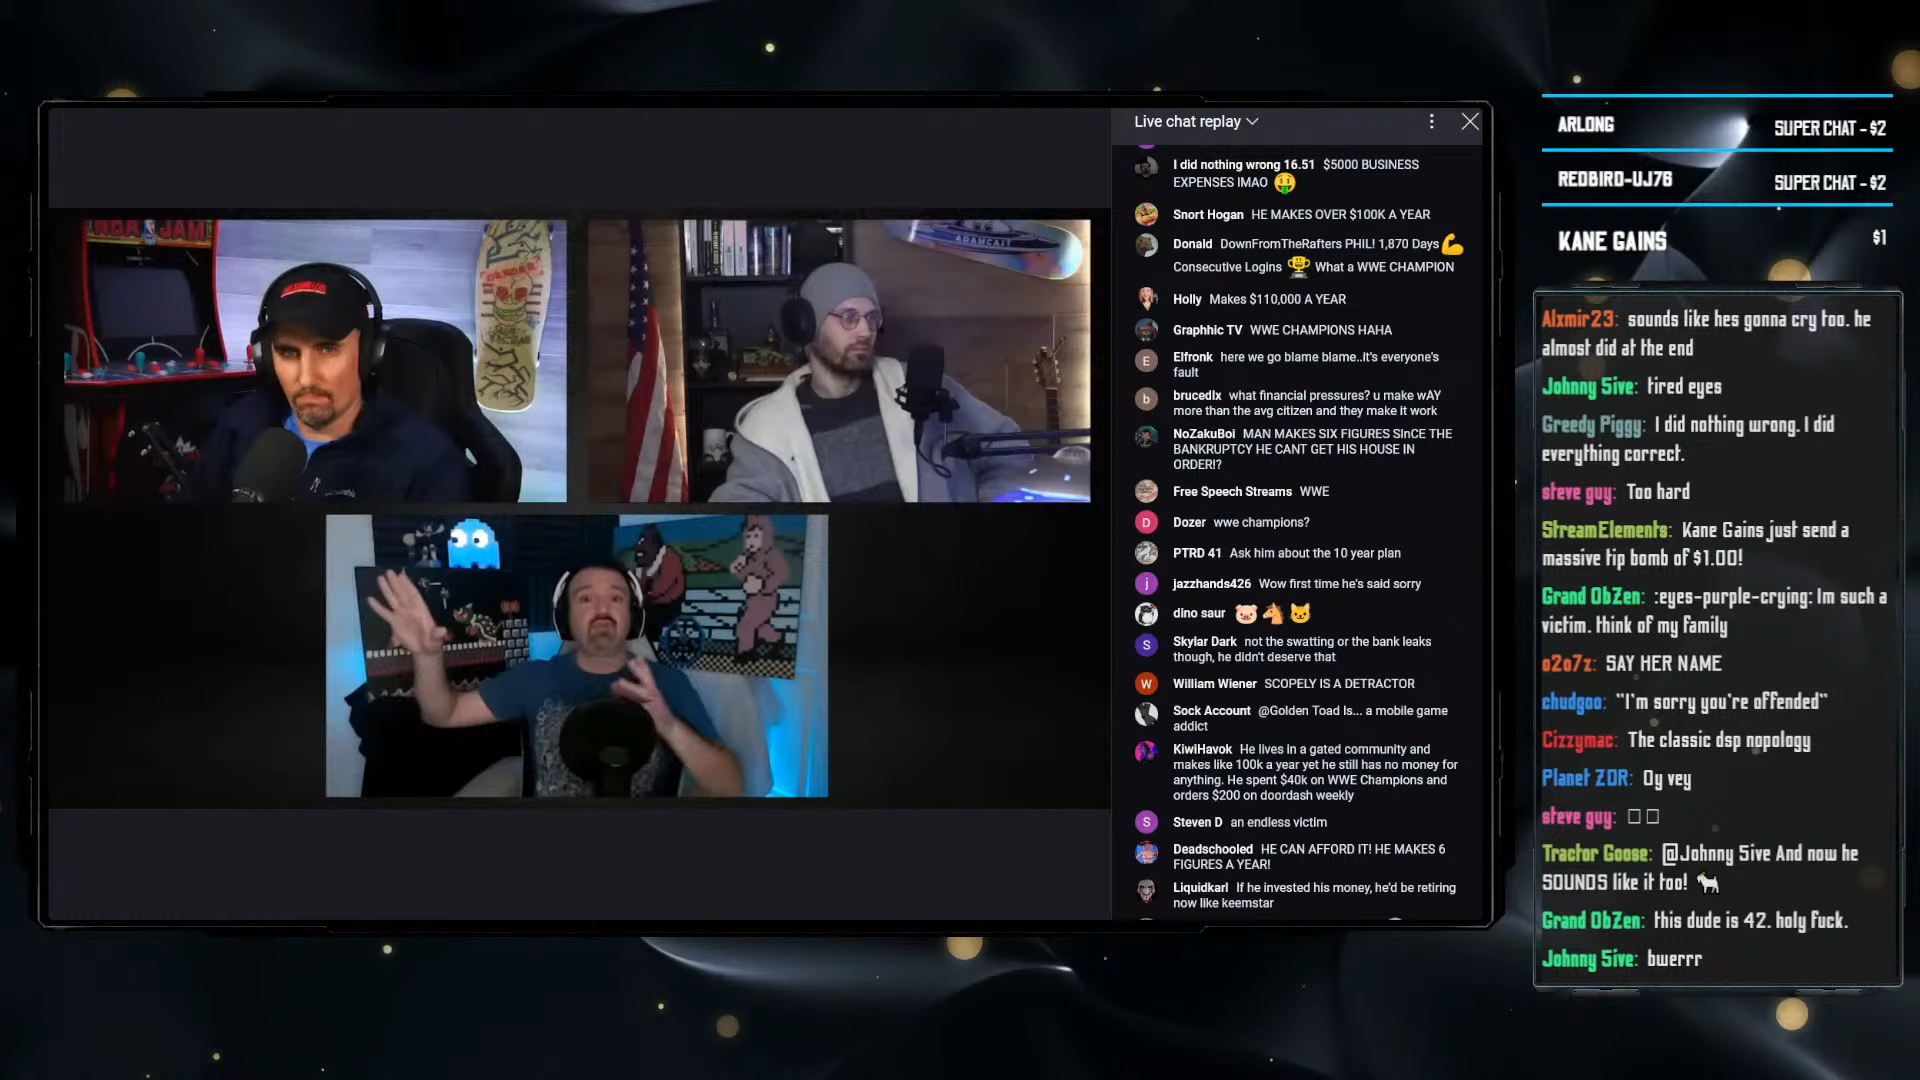 NBA JAM
ADAMCAST
Live chat replay
I did nothing wrong 16.51 $5000 BUSINESS
EXPENSES lMAO 🤑
Snort Hogan HE MAKES OVER $100K A YEAR
Donald DownFromTheRafters PHIL! 1,870 Days 💪
Consecutive Logins 🏆 What a WWE CHAMPION
Holly Makes $110,000 A YEAR
Graphhic TV WWE CHAMPIONS HAHA
Elfronk here we go blame blame..it's everyone's
fault
brucedlx what financial pressures? u make wAY
more than the avg citizen and they make it work
NoZakuBoi MAN MAKES SIX FIGURES SInCE THE
BANKRUPTCY HE CANT GET HIS HOUSE IN
ORDER!?
Free Speech Streams WWE
D Dozer wwe champions?
PTRD 41 Ask him about the 10 year plan
j jazzhands426 Wow first time he's said sorry
dino saur 🐷 🐴 🐱
S Skylar Dark not the swatting or the bank leaks
though, he didn't deserve that
W William Wiener SCOPELY IS A DETRACTOR
Sock Account @Golden Toad Is... a mobile game
addict
KiwiHavok He lives in a gated community and
makes like 100k a year yet he still has no money for
anything. He spent $40k on WWE Champions and
orders $200 on doordash weekly
S Steven D an endless victim
Deadschooled HE CAN AFFORD IT! HE MAKES 6
FIGURES A YEAR!
Liquidkarl If he invested his money, he'd be retiring
now like keemstar
ARLONG SUPER CHAT - $2
REDBIRD-UJ76 SUPER CHAT - $2
KANE GAINS $1
Alxmir23: sounds like hes gonna cry too. he
almost did at the end
Johnny 5ive: tired eyes
Greedy Piggy: I did nothing wrong. I did
everything correct.
steve guy: Too hard
StreamElements: Kane Gains just send a
massive tip bomb of $1.00!
Grand ObZen: :eyes-purple-crying: Im such a
victim. think of my family
o2o7z: SAY HER NAME
chudgoo: "I'm sorry you're offended"
Cizzymac: The classic dsp nopology
Planet ZDR: Oy vey
steve guy: □ □
Tractor Goose: @Johnny 5ive And now he
SOUNDS like it too! 🐐
Grand ObZen: this dude is 42. holy fuck.
Johnny 5ive: bwerrr